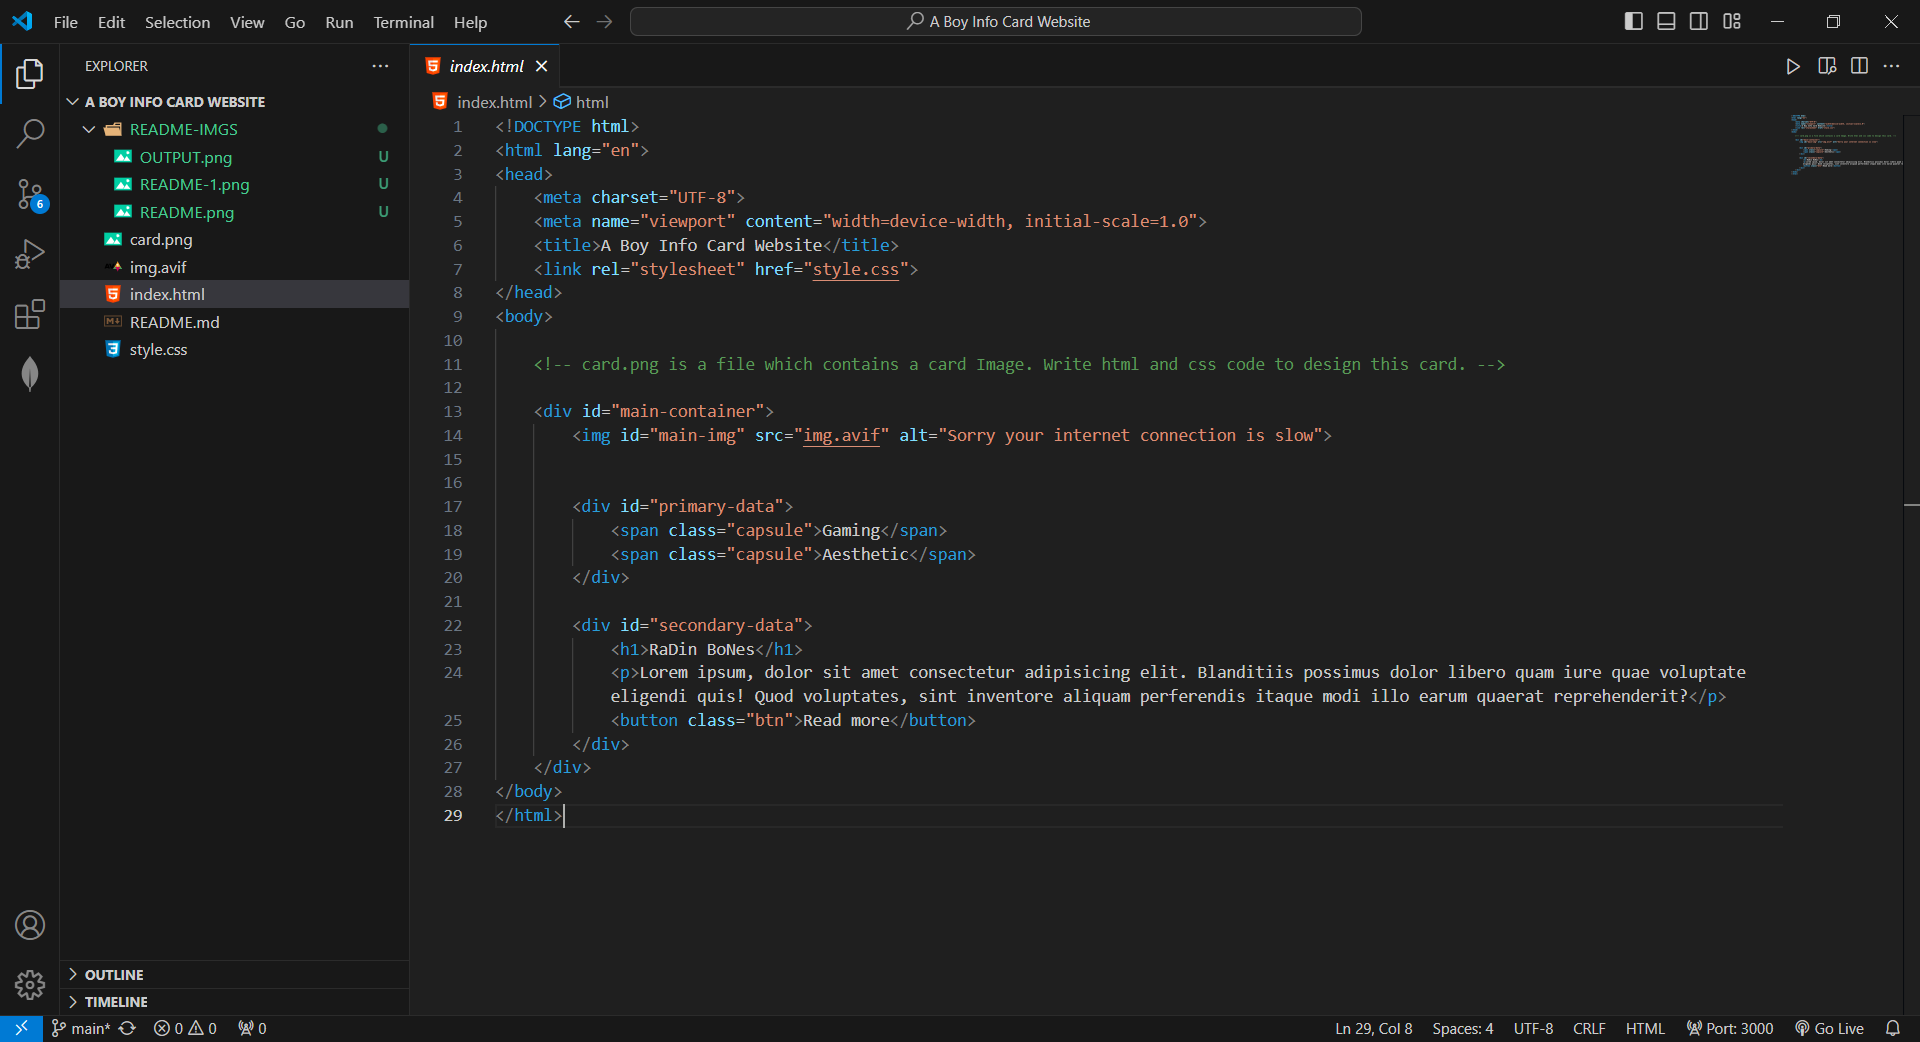 File Edit Selection View Go Run Terminal Help
A Boy Info Card Website
EXPLORER
A BOY INFO CARD WEBSITE
README-IMGS
OUTPUT.png U
README-1.png U
README.png U
card.png
img.avif
index.html
README.md
style.css
6
OUTLINE
TIMELINE
index.html
index.html > html
1 <!DOCTYPE html>
2 <html lang="en">
3 <head>
4     <meta charset="UTF-8">
5     <meta name="viewport" content="width=device-width, initial-scale=1.0">
6     <title>A Boy Info Card Website</title>
7     <link rel="stylesheet" href="style.css">
8 </head>
9 <body>
10
11     <!-- card.png is a file which contains a card Image. Write html and css code to design this card. -->
12
13     <div id="main-container">
14         <img id="main-img" src="img.avif" alt="Sorry your internet connection is slow">
15
16
17         <div id="primary-data">
18             <span class="capsule">Gaming</span>
19             <span class="capsule">Aesthetic</span>
20         </div>
21
22         <div id="secondary-data">
23             <h1>RaDin BoNes</h1>
24             <p>Lorem ipsum, dolor sit amet consectetur adipisicing elit. Blanditiis possimus dolor libero quam iure quae voluptate
eligendi quis! Quod voluptates, sint inventore aliquam perferendis itaque modi illo earum quaerat reprehenderit?</p>
25             <button class="btn">Read more</button>
26         </div>
27     </div>
28 </body>
29 </html>
main* 0 0 0
Ln 29, Col 8 Spaces: 4 UTF-8 CRLF HTML Port: 3000 Go Live